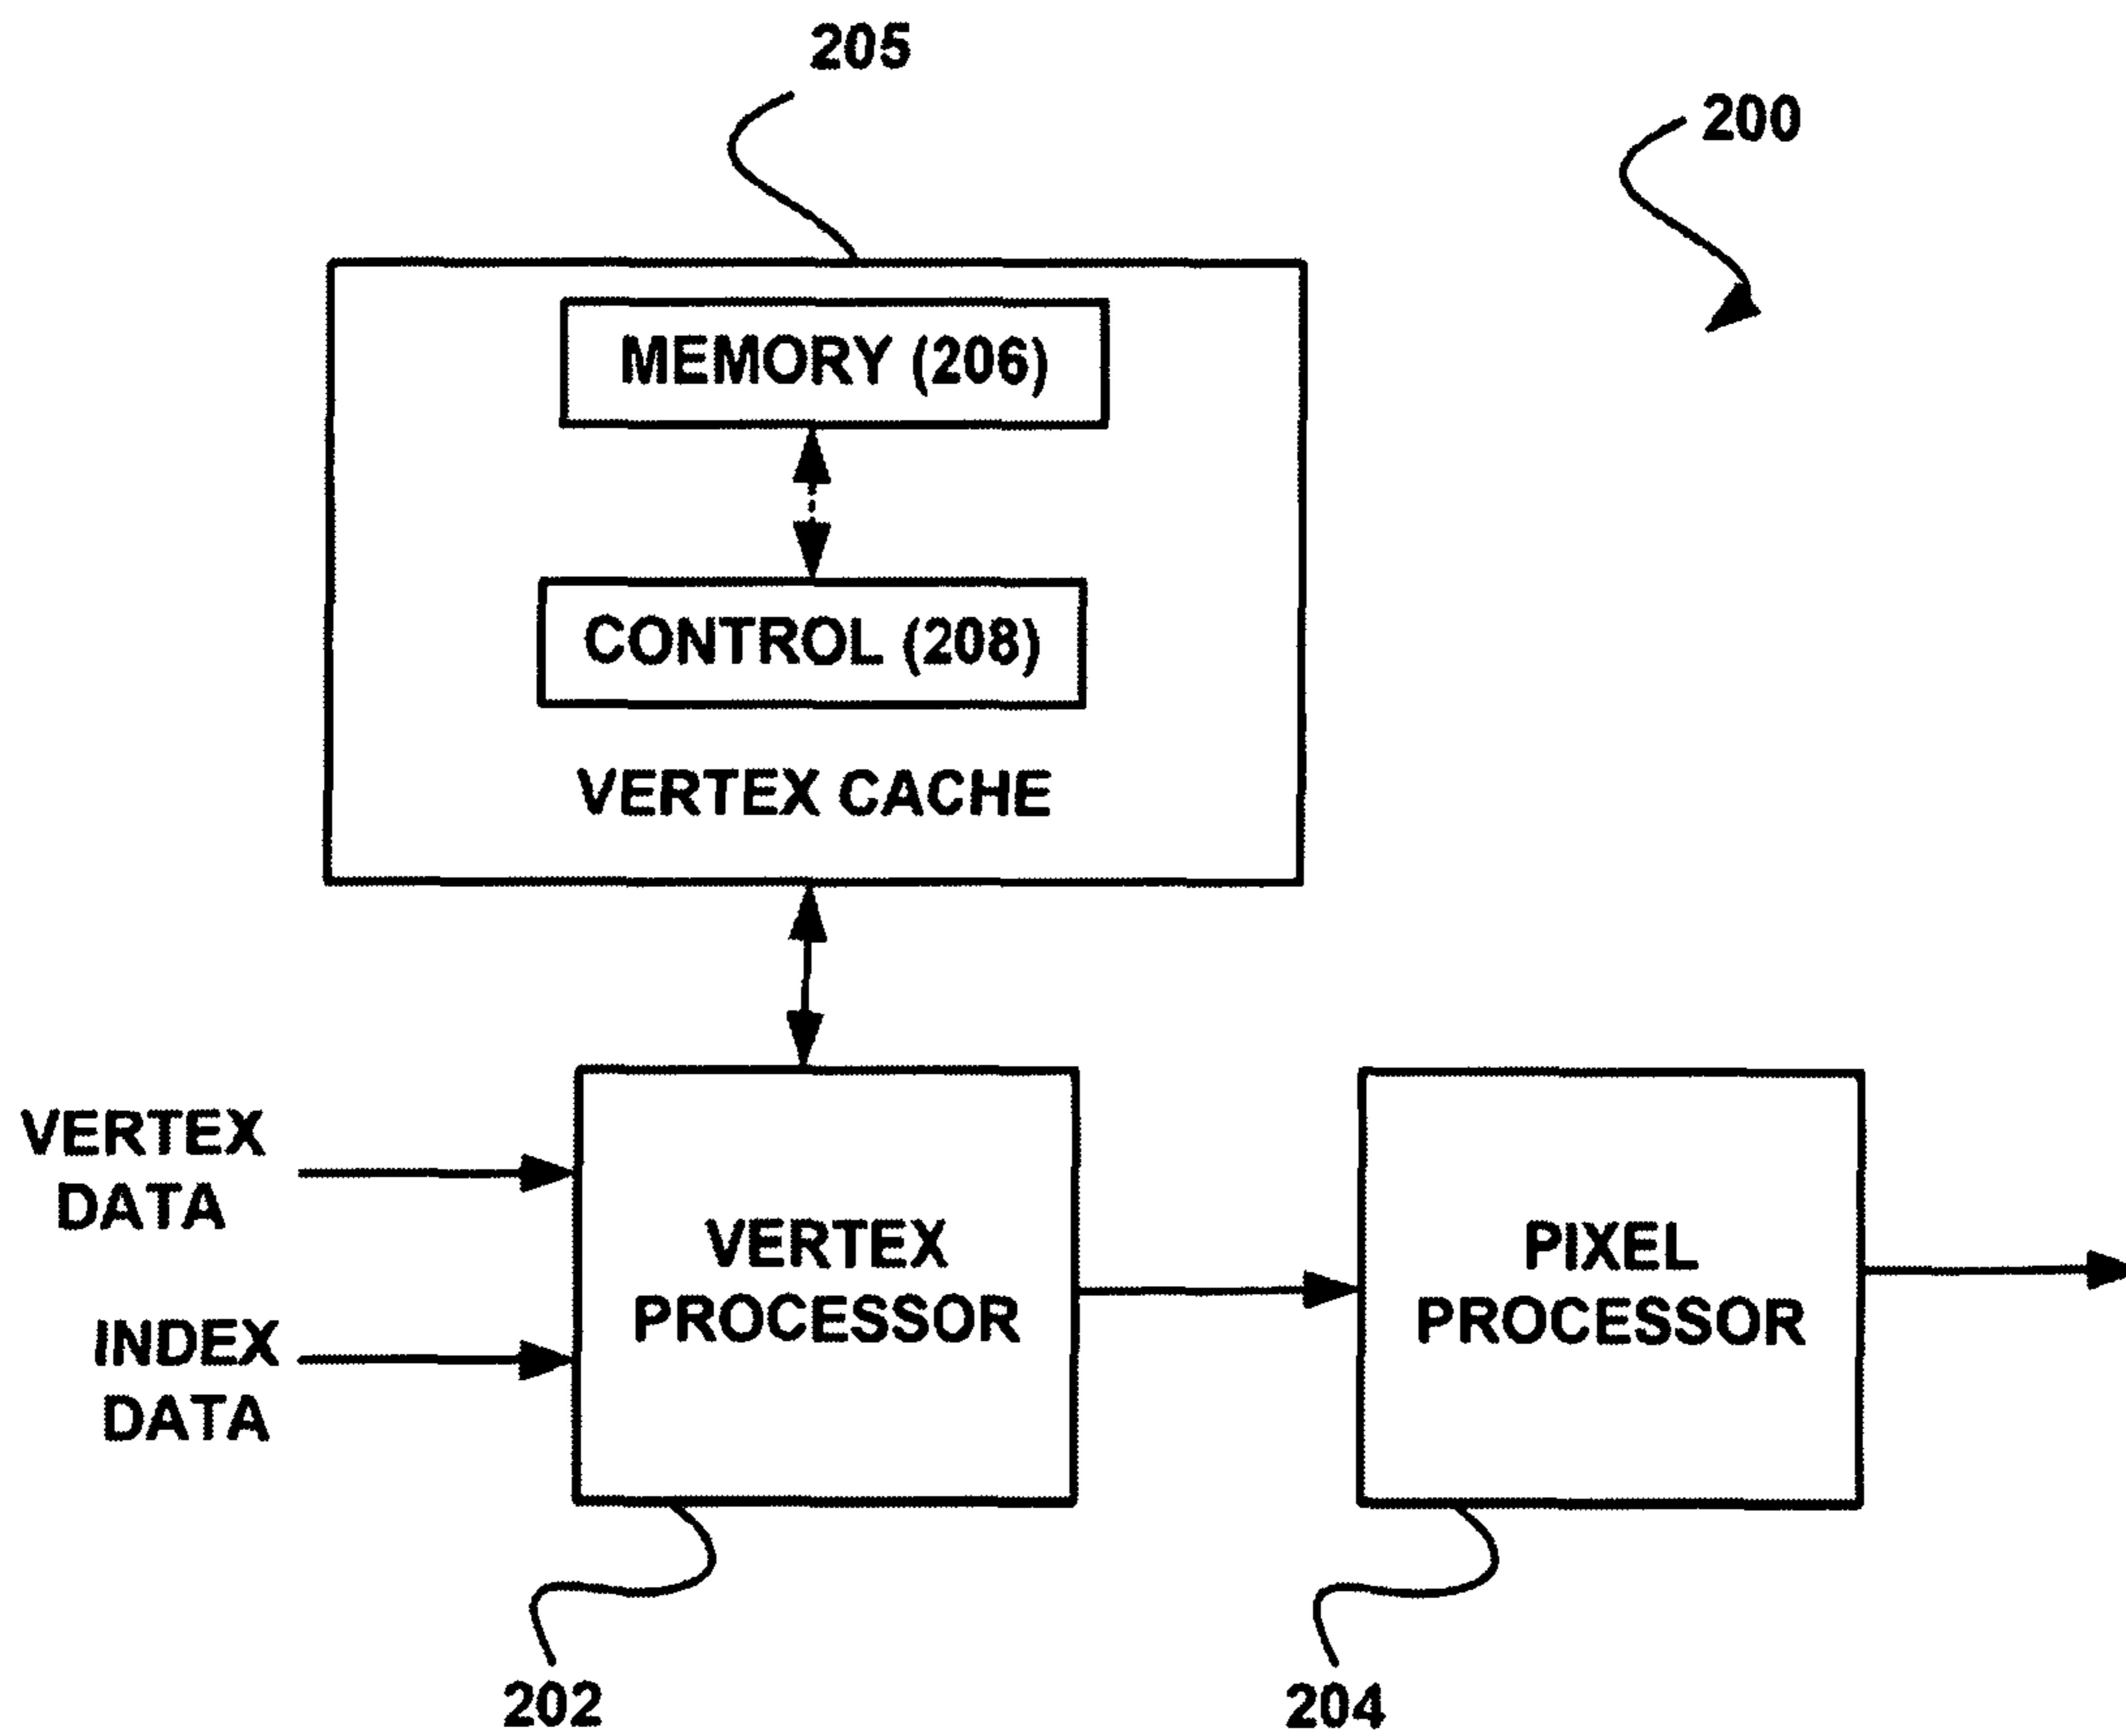 205
200
MEMORY (206)
CONTROL (208)
VERTEX CACHE
VERTEX
DATA
INDEX
DATA
VERTEX
PROCESSOR
PIXEL
PROCESSOR
202
204